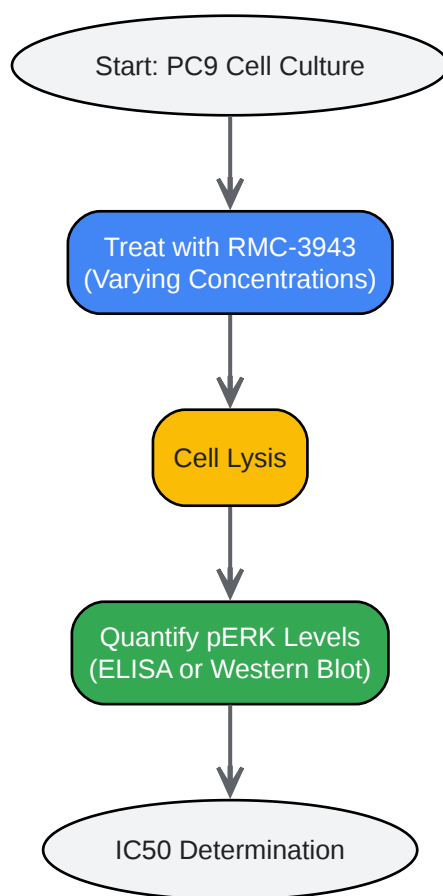 Start: PC9 Cell Culture
Treat with RMC-3943
(Varying Concentrations)
Cell Lysis
Quantify pERK Levels
(ELISA or Western Blot)
IC50 Determination